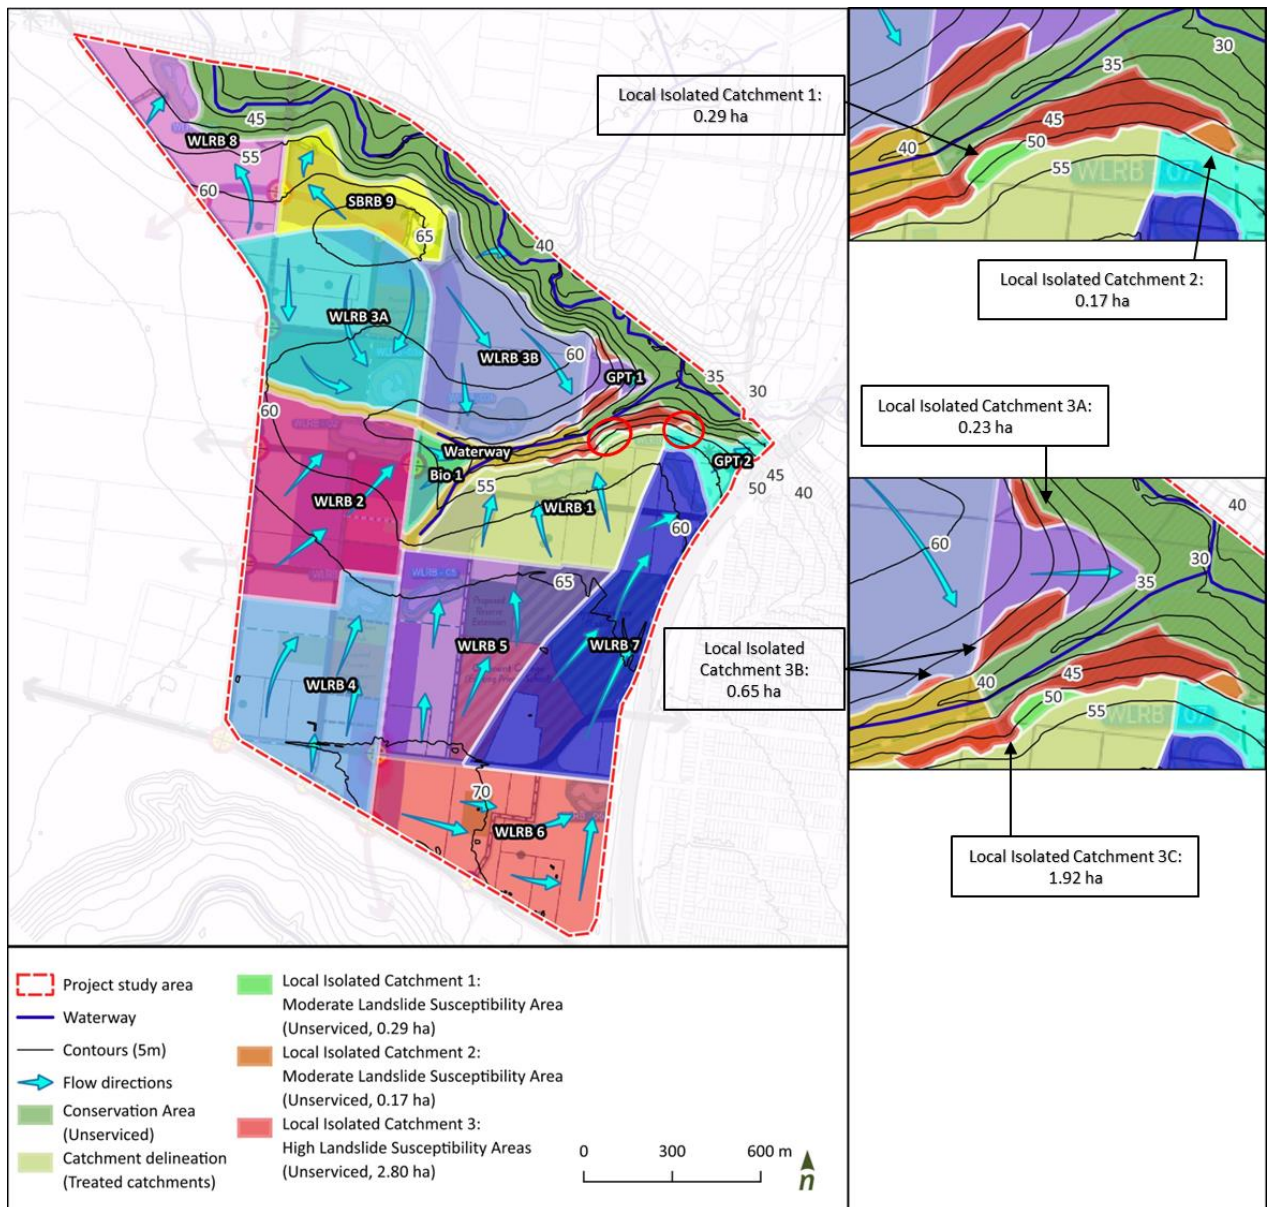 45
WLRB 8
55
60
SBRB 9
65
40
WLRB 3A
WLRB 3B
60
GPT 1
35
30
60
Waterway
Bio 1
GPT 2
45
50
40
55
WLRB 2
WLRB 1
60
WLRB - 05
65
WLRB 5
WLRB 7
WLRB 4
70
WLRB 6
Local Isolated Catchment 1:
0.29 ha
30
35
45
50
40
55
WLRB
07
Local Isolated Catchment 2:
0.17 ha
Local Isolated Catchment 3A:
0.23 ha
40
60
30
35
45
40
50
55
WLRB
07
Local Isolated
Catchment 3B:
0.65 ha
Local Isolated Catchment 3C:
1.92 ha
Project study area
Waterway
Contours (5m)
Flow directions
Conservation Area
(Unserviced)
Catchment delineation
(Treated catchments)
Local Isolated Catchment 1:
Moderate Landslide Susceptibility Area
(Unserviced, 0.29 ha)
Local Isolated Catchment 2:
Moderate Landslide Susceptibility Area
(Unserviced, 0.17 ha)
Local Isolated Catchment 3:
High Landslide Susceptibility Areas
(Unserviced, 2.80 ha)
0 300 600 m
n